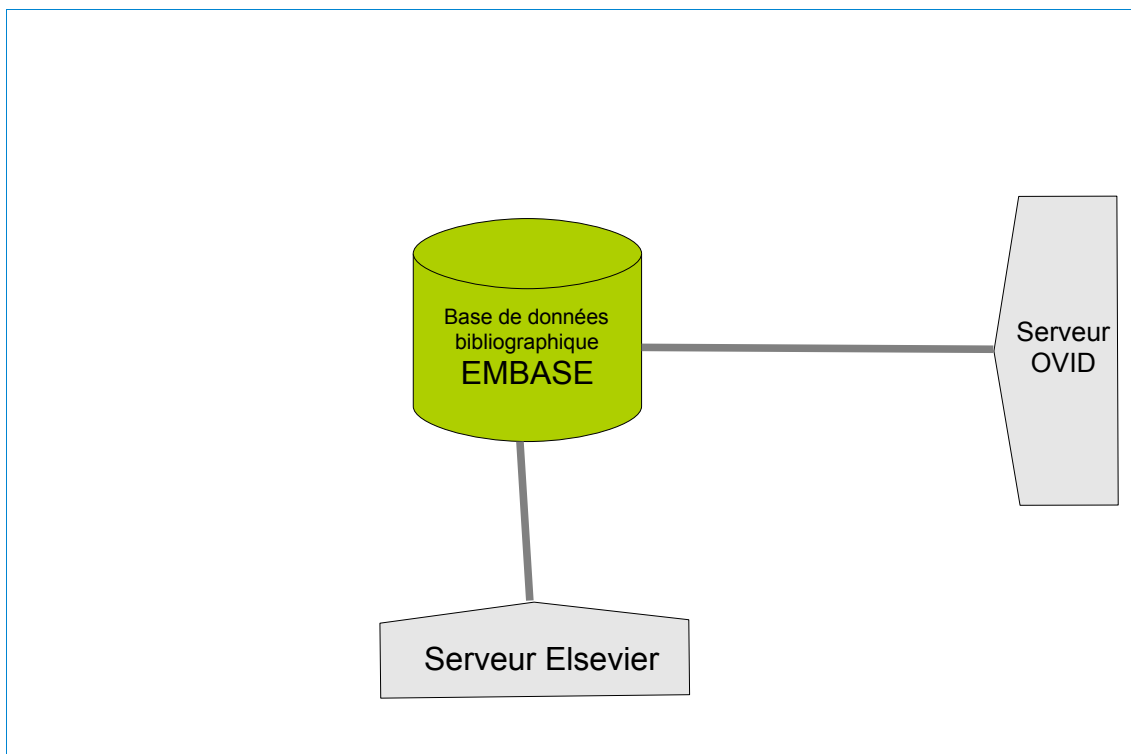 Base de données
bibliographique
EMBASE
Serveur
OVID
Serveur Elsevier